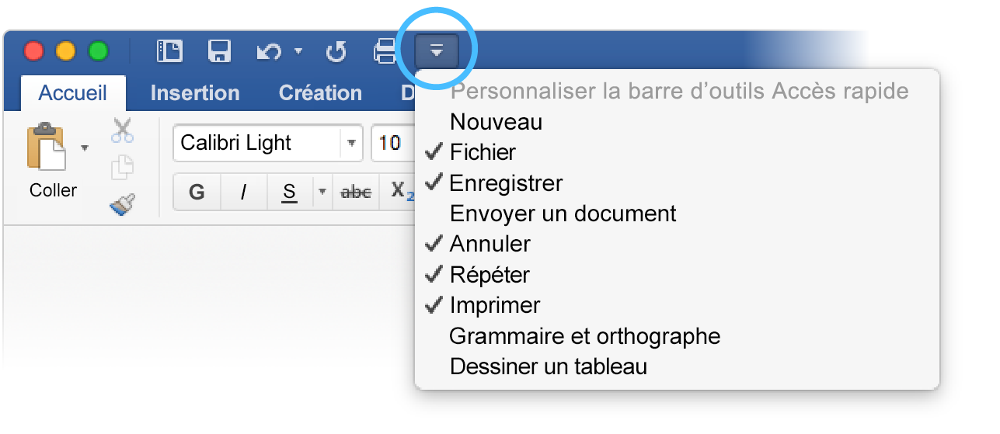 Accueil Insertion Création D
Personnaliser la barre d’outils Accès rapide
Nouveau
Calibri Light 10
Fichier
Enregistrer
Coller
G I S abc X2
Envoyer un document
Annuler
Répéter
Imprimer
Grammaire et orthographe
Dessiner un tableau